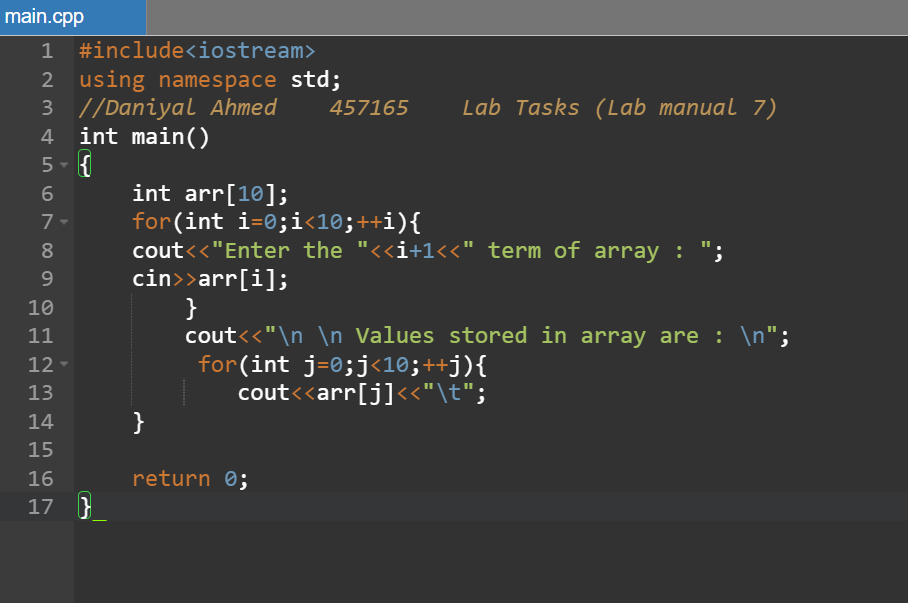 main.cpp
1 #include<iostream>
2 using namespace std;
3 //Daniyal Ahmed    457165    Lab Tasks (Lab manual 7)
4 int main()
5 {
6     int arr[10];
7     for(int i=0;i<10;++i){
8     cout<<"Enter the "<<i+1<<" term of array : ";
9     cin>>arr[i];
10         }
11         cout<<"\n \n Values stored in array are : \n";
12          for(int j=0;j<10;++j){
13             cout<<arr[j]<<"\t";
14     }
15
16     return 0;
17 }